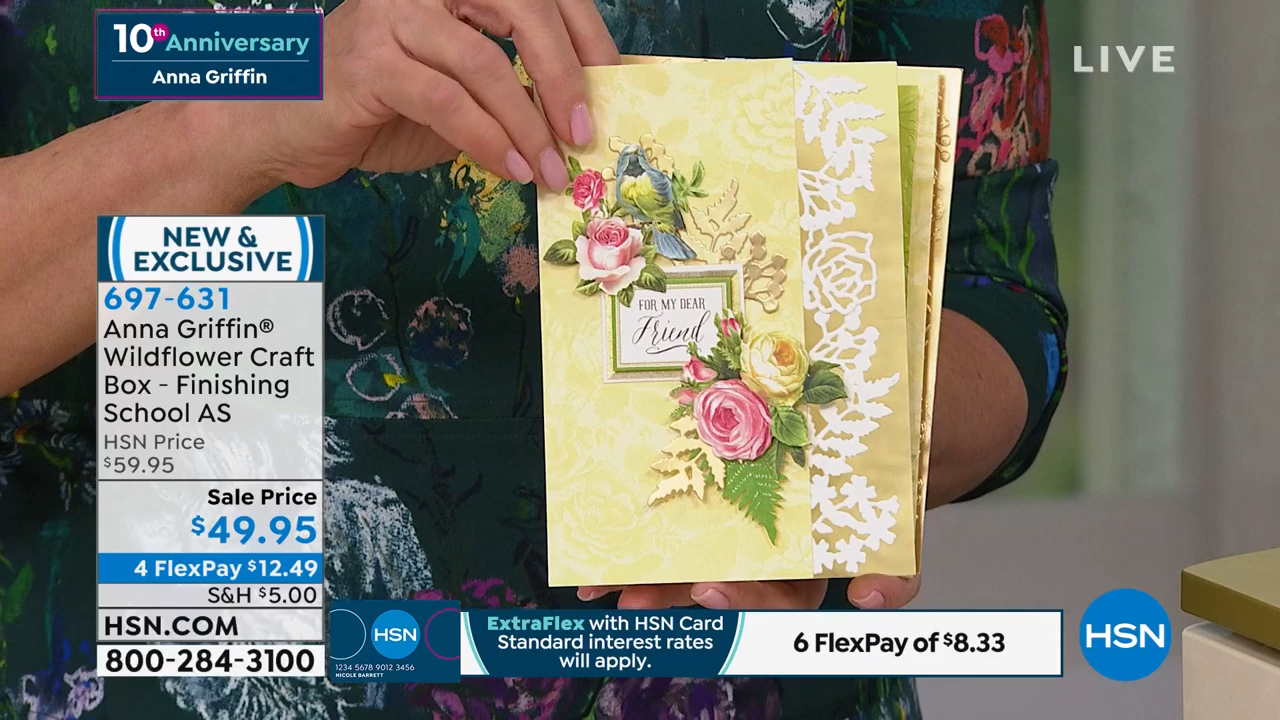 10th Anniversary
Anna Griffin
LIVE
NEW &
EXCLUSIVE
697-631
Anna Griffin®
Wildflower Craft
Box - Finishing
School AS
HSN Price
$59.95
Sale Price
$49.95
4 FlexPay $12.49
S&H $5.00
HSN.COM
800-284-3100
FOR MY DEAR
Friend
HSN
1234 5678 9012 3456
NICOLE BARRETT
ExtraFlex with HSN Card
Standard interest rates
will apply.
6 FlexPay of $8.33
HSN